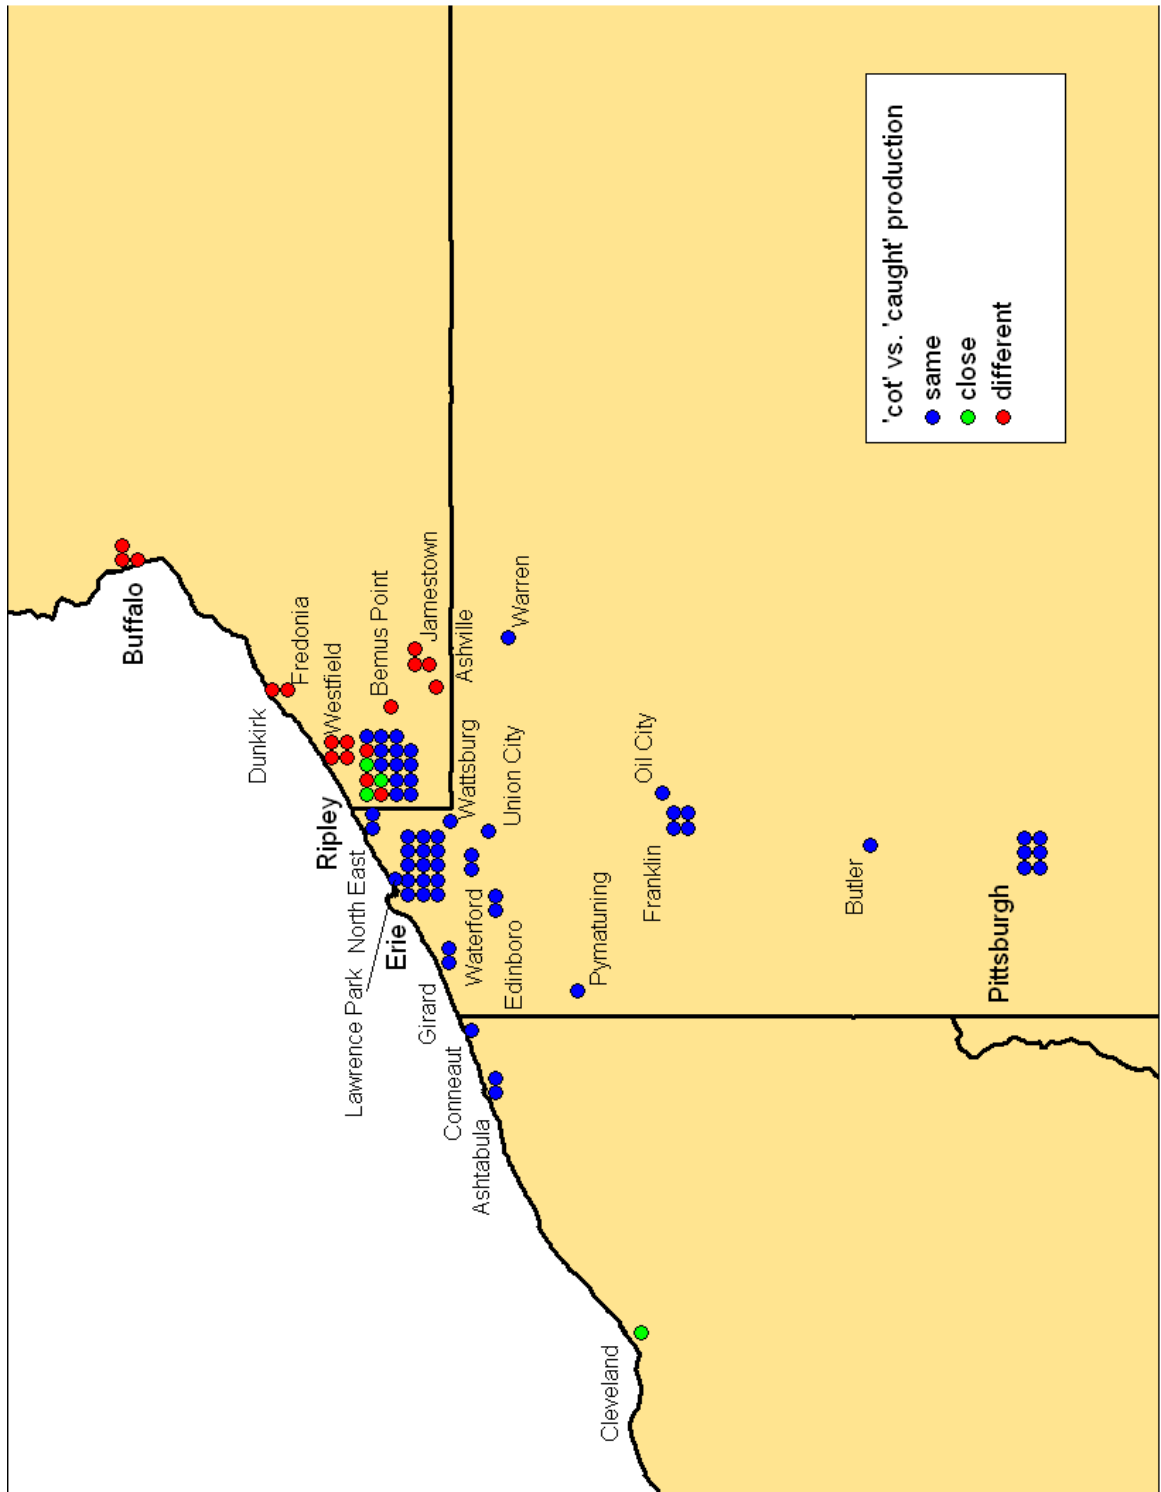 Buffalo
Dunkirk
Fredonia
Westfield
Bemus Point
Jamestown
Ashville
Ripley
North East
Lawrence Park
Erie
Wattsburg
Union City
Warren
Waterford
Edinboro
Girard
Conneaut
Ashtabula
Pymatuning
Oil City
Franklin
Cleveland
Butler
Pittsburgh
'cot' vs. 'caught' production
same
close
different